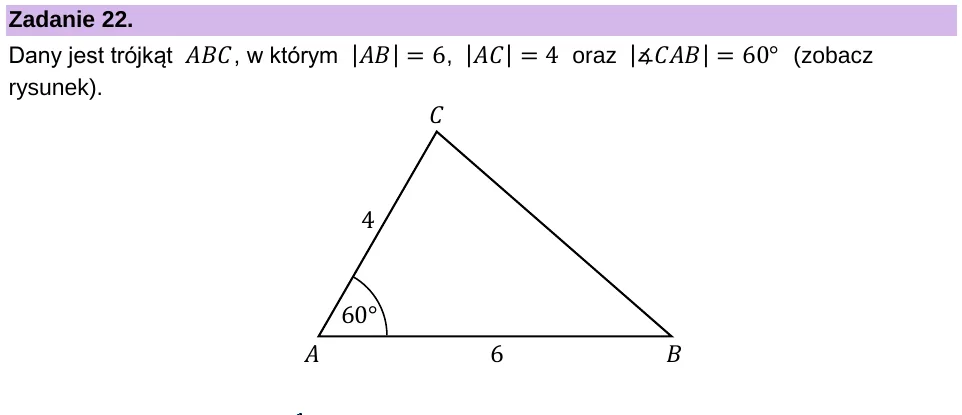 Zadanie 22.
Dany jest trójkąt ABC, w którym |AB| = 6, |AC| = 4 oraz |∡CAB| = 60° (zobacz
rysunek).
C
4
60°
A
6
B